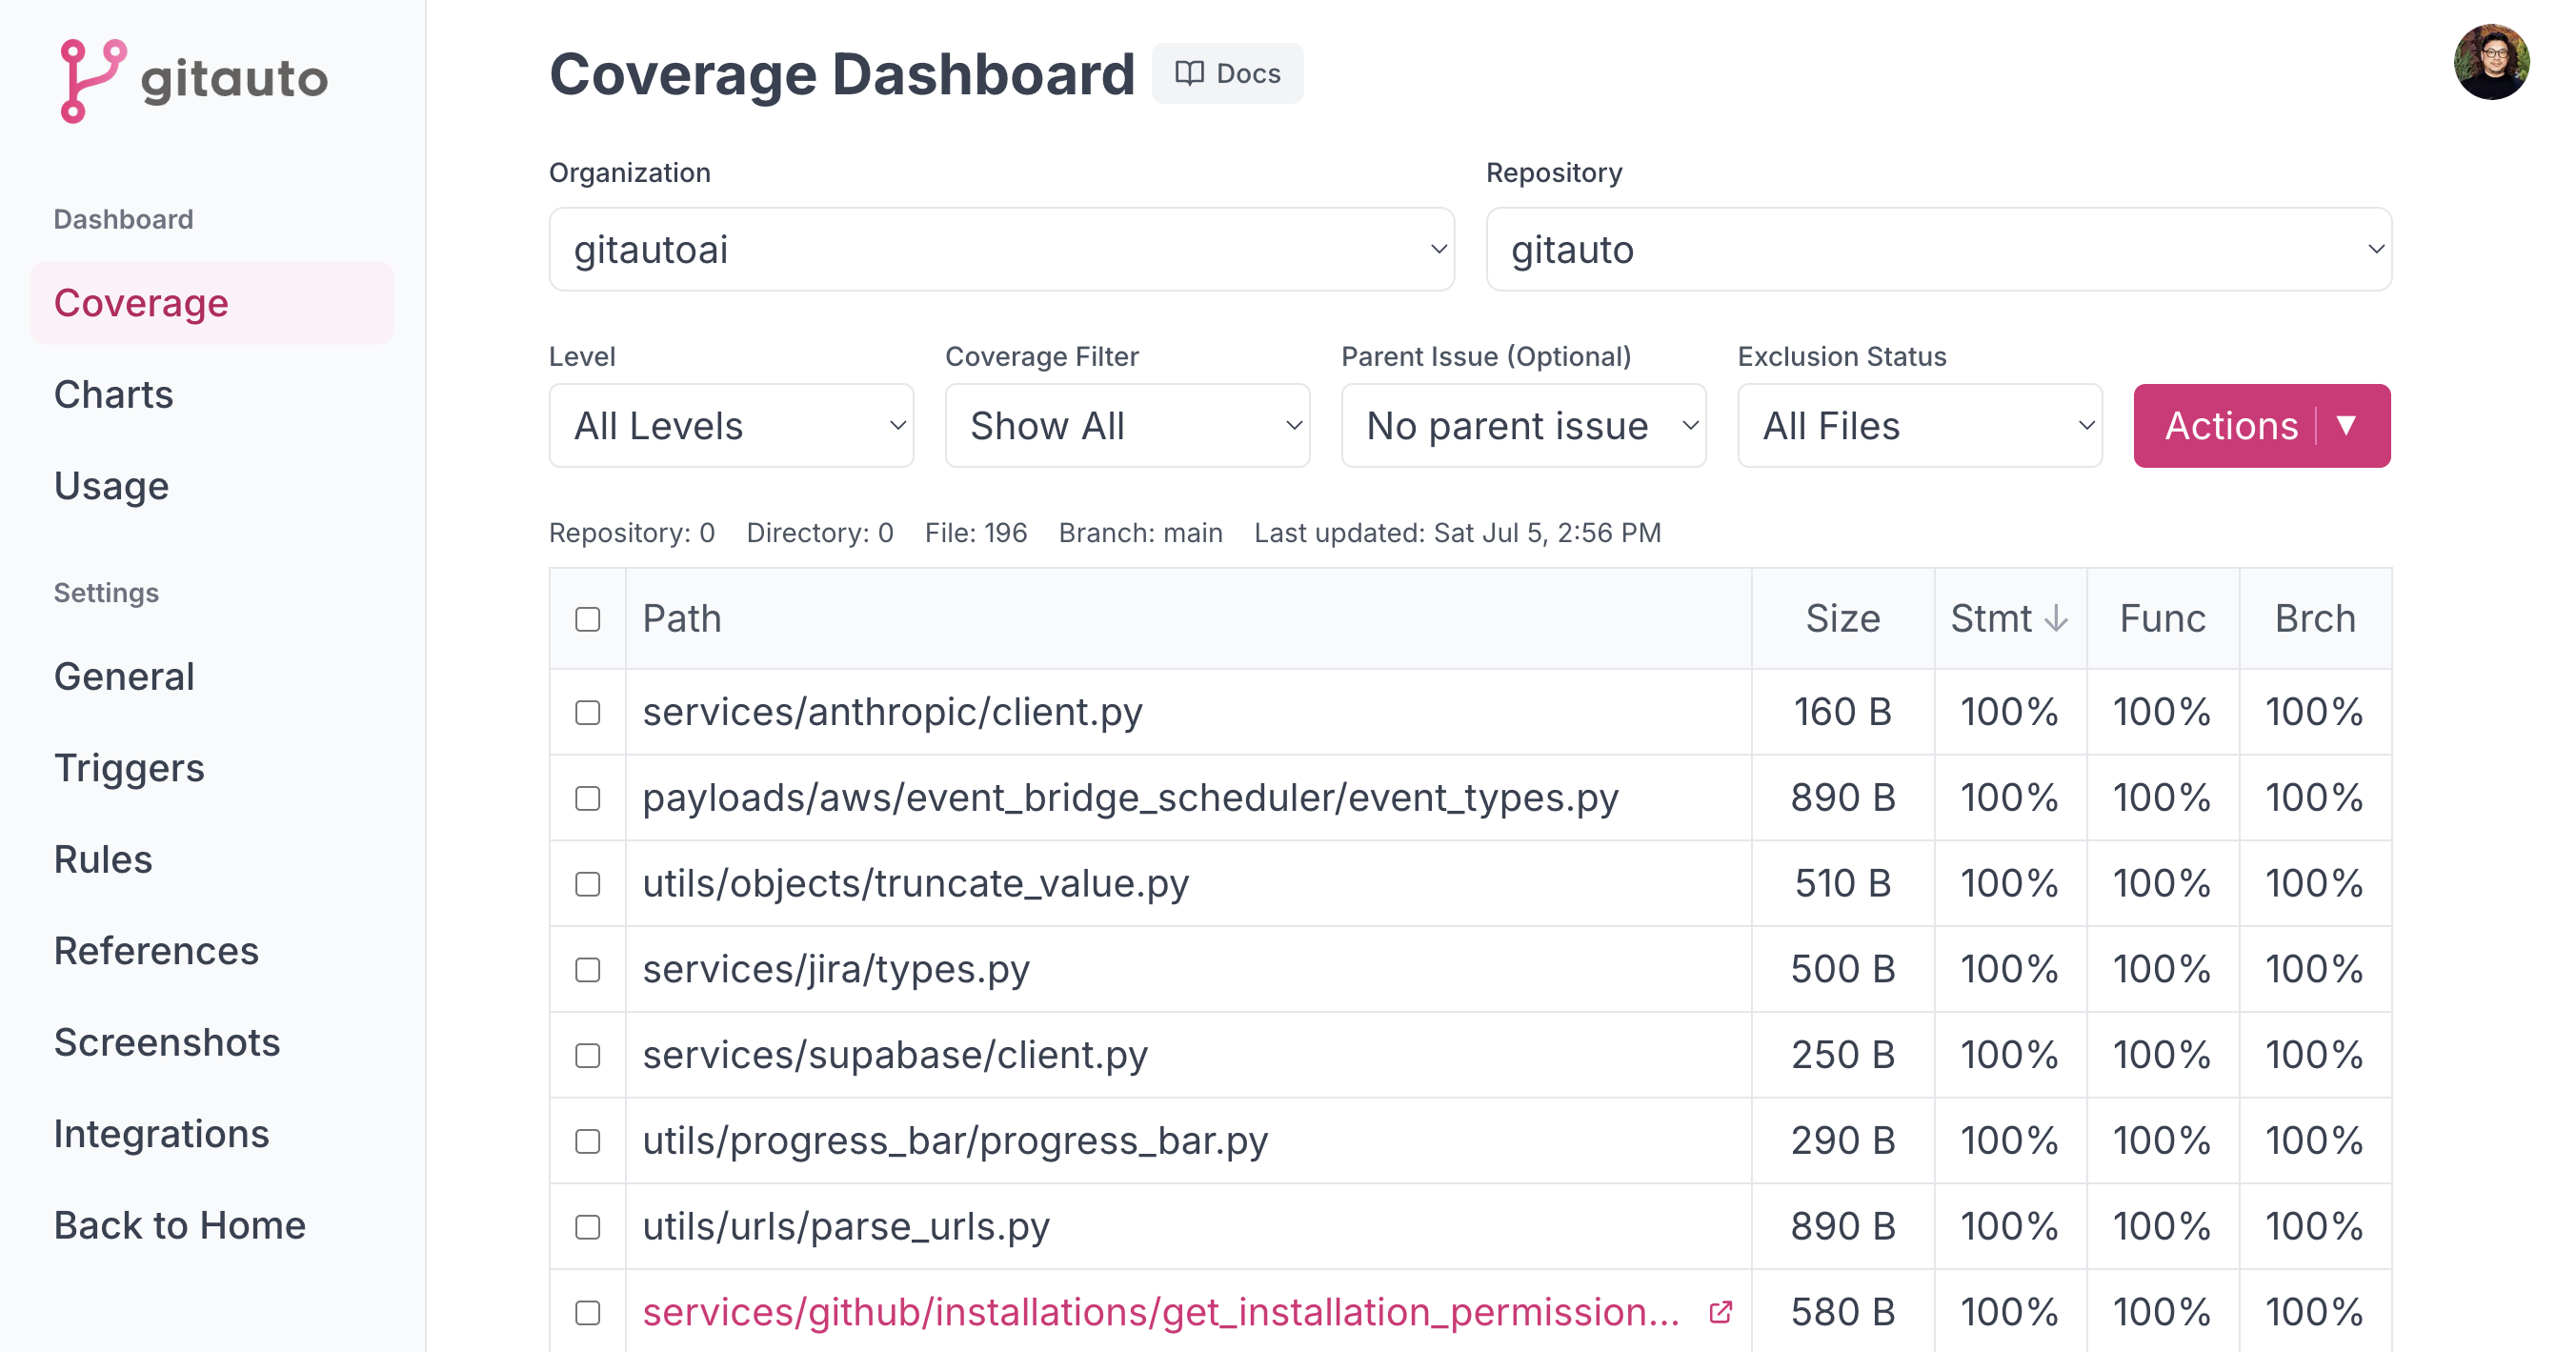 gitauto
Dashboard
Coverage
Charts
Usage
Settings
General
Triggers
Rules
References
Screenshots
Integrations
Back to Home
Coverage Dashboard
Docs
Organization
gitautoai
Repository
gitauto
Level
All Levels
Coverage Filter
Show All
Parent Issue (Optional)
No parent issue
Exclusion Status
All Files
Actions ▼
Repository: 0 Directory: 0 File: 196 Branch: main Last updated: Sat Jul 5, 2:56 PM
Path Size Stmt ↓ Func Brch
services/anthropic/client.py 160 B 100% 100% 100%
payloads/aws/event_bridge_scheduler/event_types.py 890 B 100% 100% 100%
utils/objects/truncate_value.py 510 B 100% 100% 100%
services/jira/types.py 500 B 100% 100% 100%
services/supabase/client.py 250 B 100% 100% 100%
utils/progress_bar/progress_bar.py 290 B 100% 100% 100%
utils/urls/parse_urls.py 890 B 100% 100% 100%
services/github/installations/get_installation_permission... 580 B 100% 100% 100%